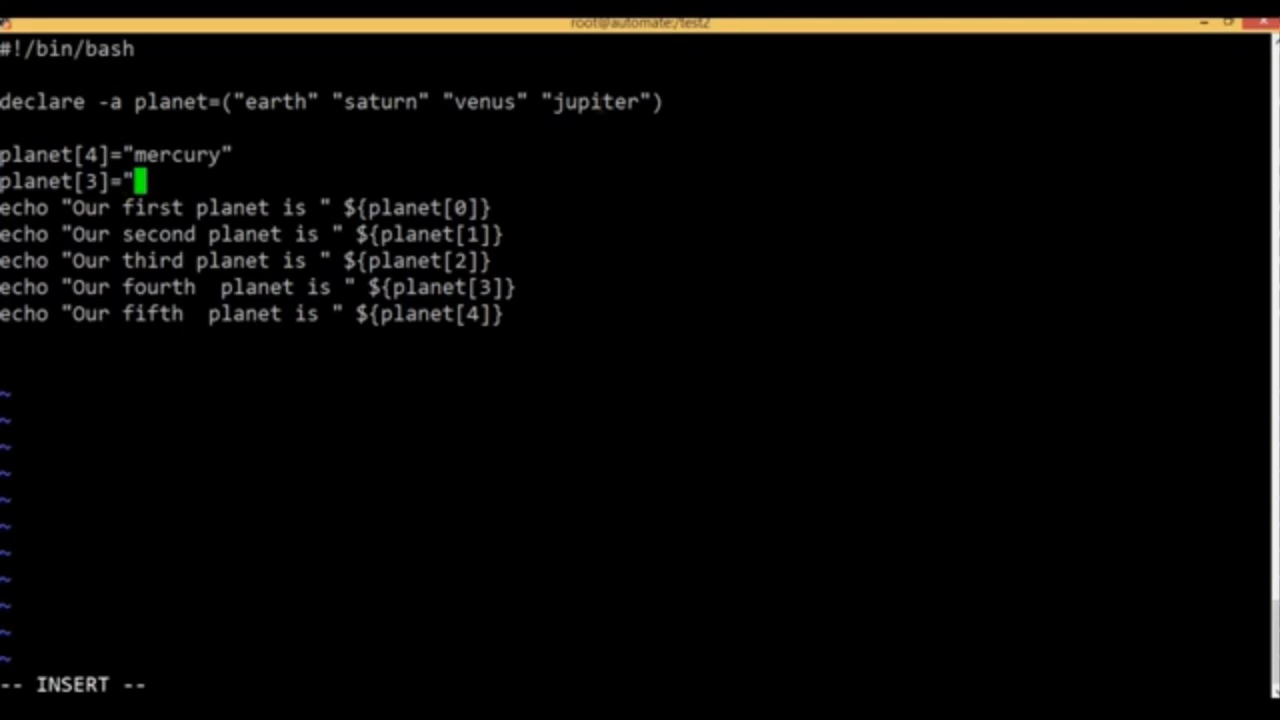 root@automate:/test2
#!/bin/bash
declare -a planet=("earth" "saturn" "venus" "jupiter")
planet[4]="mercury"
planet[3]="
echo "Our first planet is " ${planet[0]}
echo "Our second planet is " ${planet[1]}
echo "Our third planet is " ${planet[2]}
echo "Our fourth  planet is " ${planet[3]}
echo "Our fifth  planet is " ${planet[4]}
~
~
~
~
~
~
~
~
~
~
~
-- INSERT --